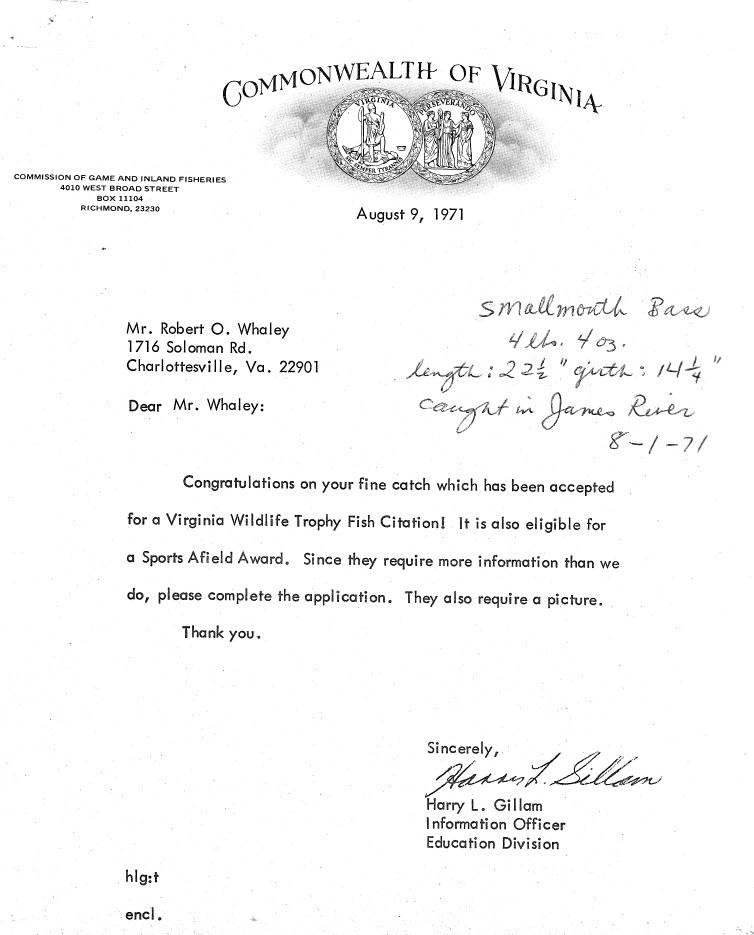 COMMONWEALTH OF VIRGINIA
VIRGINIA
SIC SEMPER TYRANNIS
PERSEVERANDO
COMMISSION OF GAME AND INLAND FISHERIES
4010 WEST BROAD STREET
BOX 11104
RICHMOND, 23230
August 9, 1971
Smallmouth Bass
4 lbs. 4 oz.
length: 22 1/2" girth: 14 1/4"
caught in James River
8-1-71
Mr. Robert O. Whaley
1716 Soloman Rd.
Charlottesville, Va. 22901
Dear Mr. Whaley:
Congratulations on your fine catch which has been accepted
for a Virginia Wildlife Trophy Fish Citation! It is also eligible for
a Sports Afield Award. Since they require more information than we
do, please complete the application. They also require a picture.
Thank you.
Sincerely,
Harry L. Gillam
Harry L. Gillam
Information Officer
Education Division
hlg:t
encl.